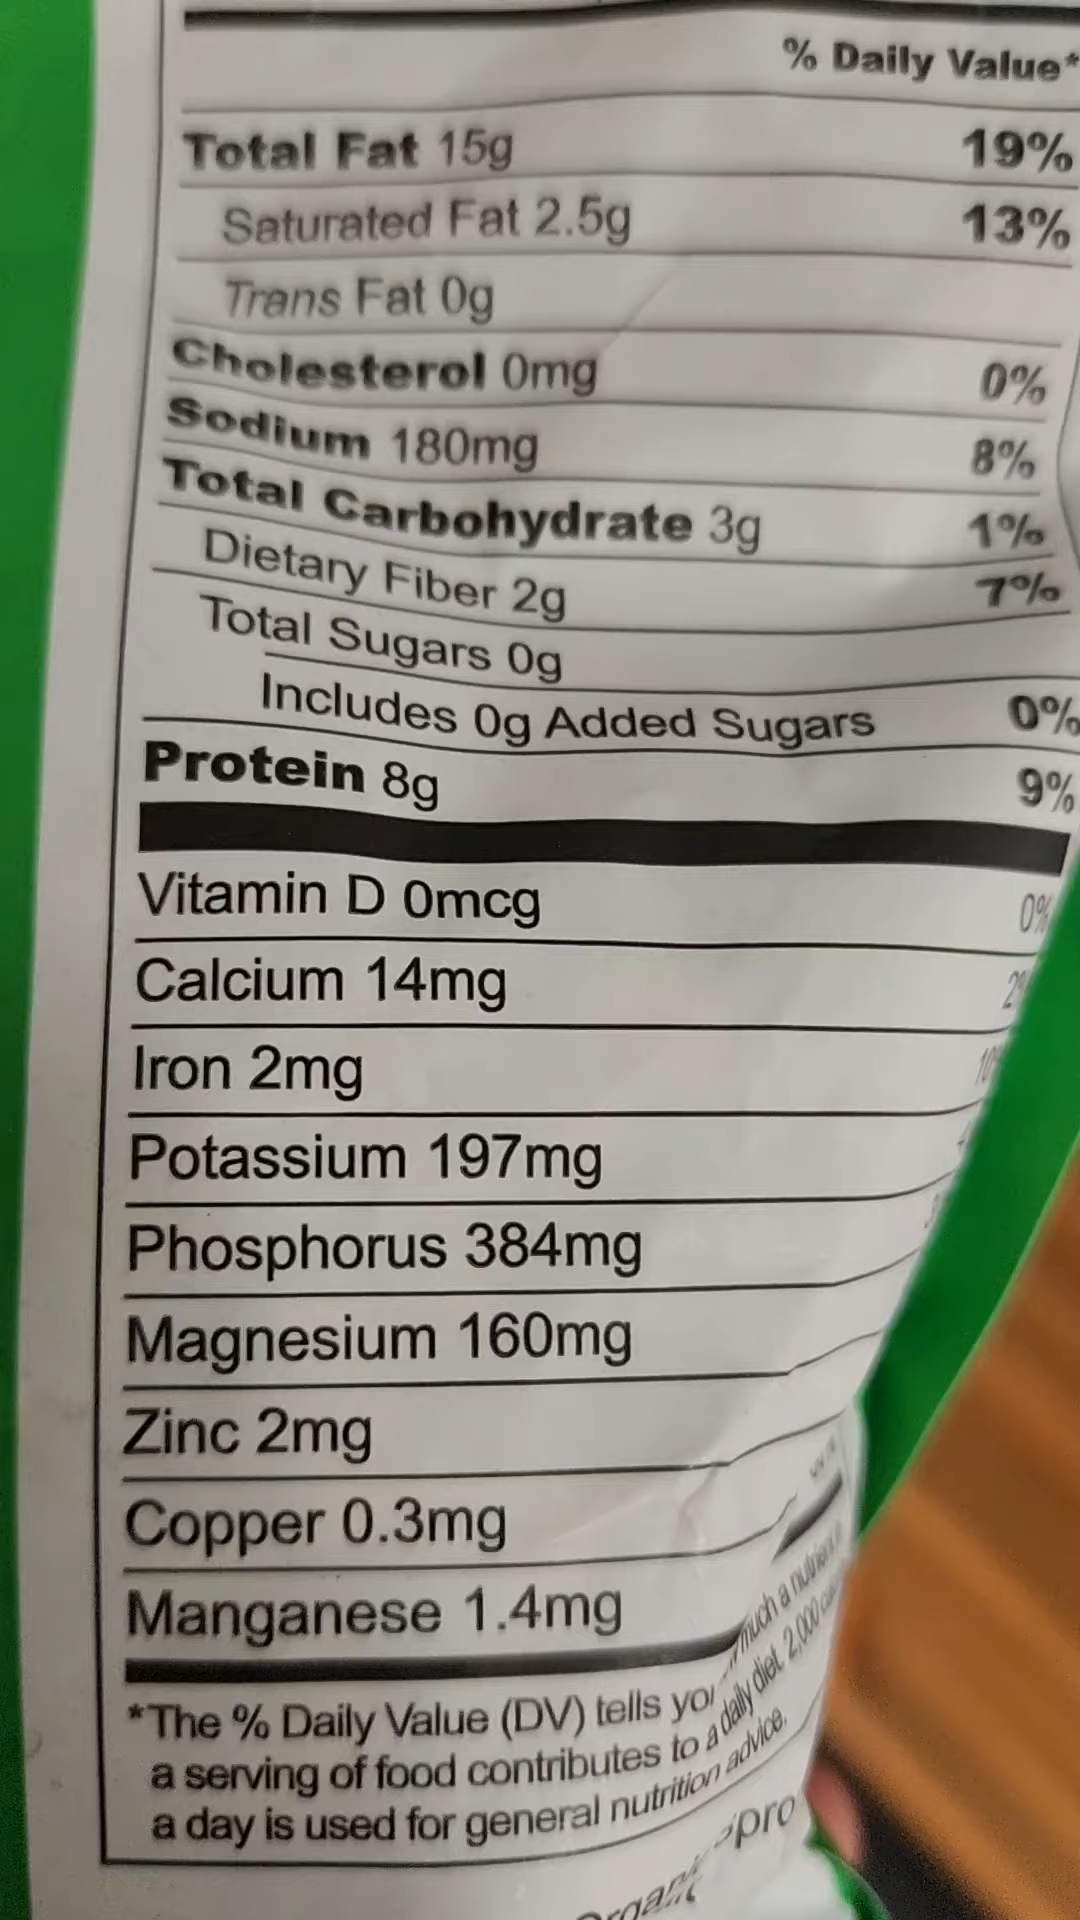 % Daily Value*
Total Fat 15g 19%
Saturated Fat 2.5g 13%
Trans Fat 0g
Cholesterol 0mg 0%
Sodium 180mg 8%
Total Carbohydrate 3g 1%
Dietary Fiber 2g 7%
Total Sugars 0g
Includes 0g Added Sugars 0%
Protein 8g 9%
Vitamin D 0mcg 0%
Calcium 14mg
Iron 2mg
Potassium 197mg
Phosphorus 384mg
Magnesium 160mg
Zinc 2mg
Copper 0.3mg
Manganese 1.4mg
*The % Daily Value (DV) tells much a
a serving of food contributes to a daily diet. 2,000
a day is used for general nutrition advice.